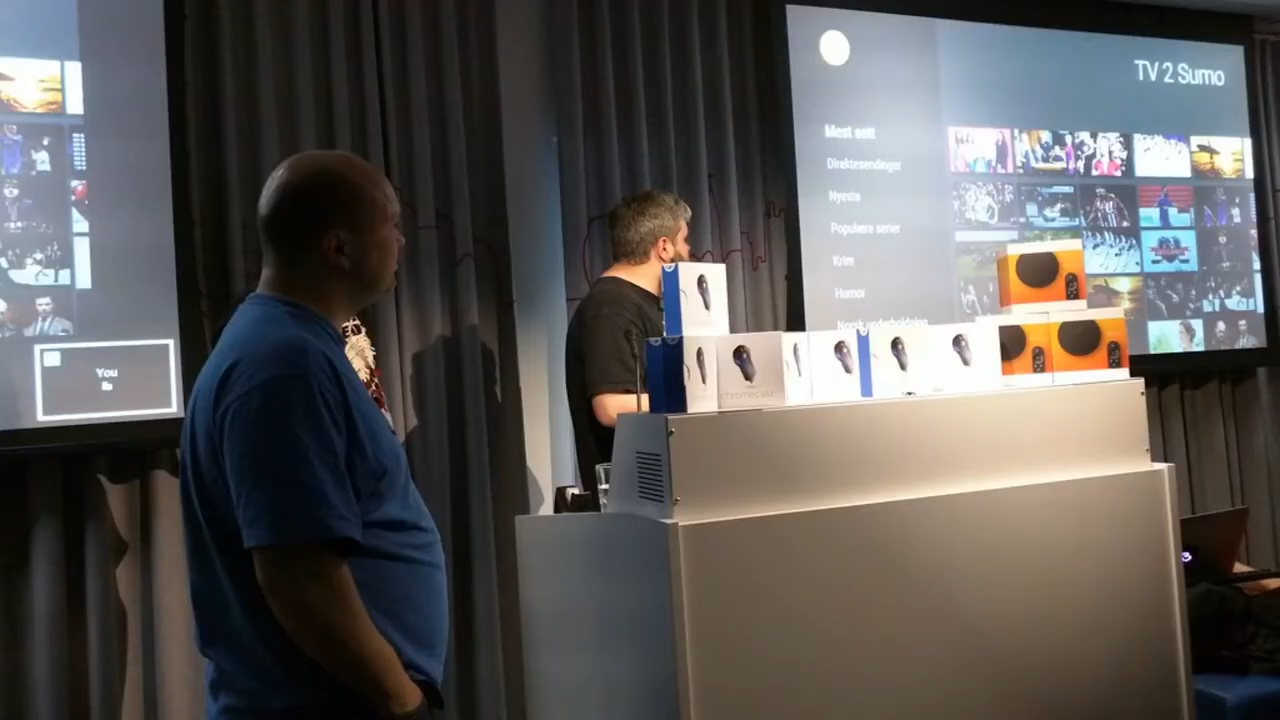 TV 2 Sumo
Mest sett
Direktesendinger
Nyeste
Populære serier
Krim
Humor
You
chromecast